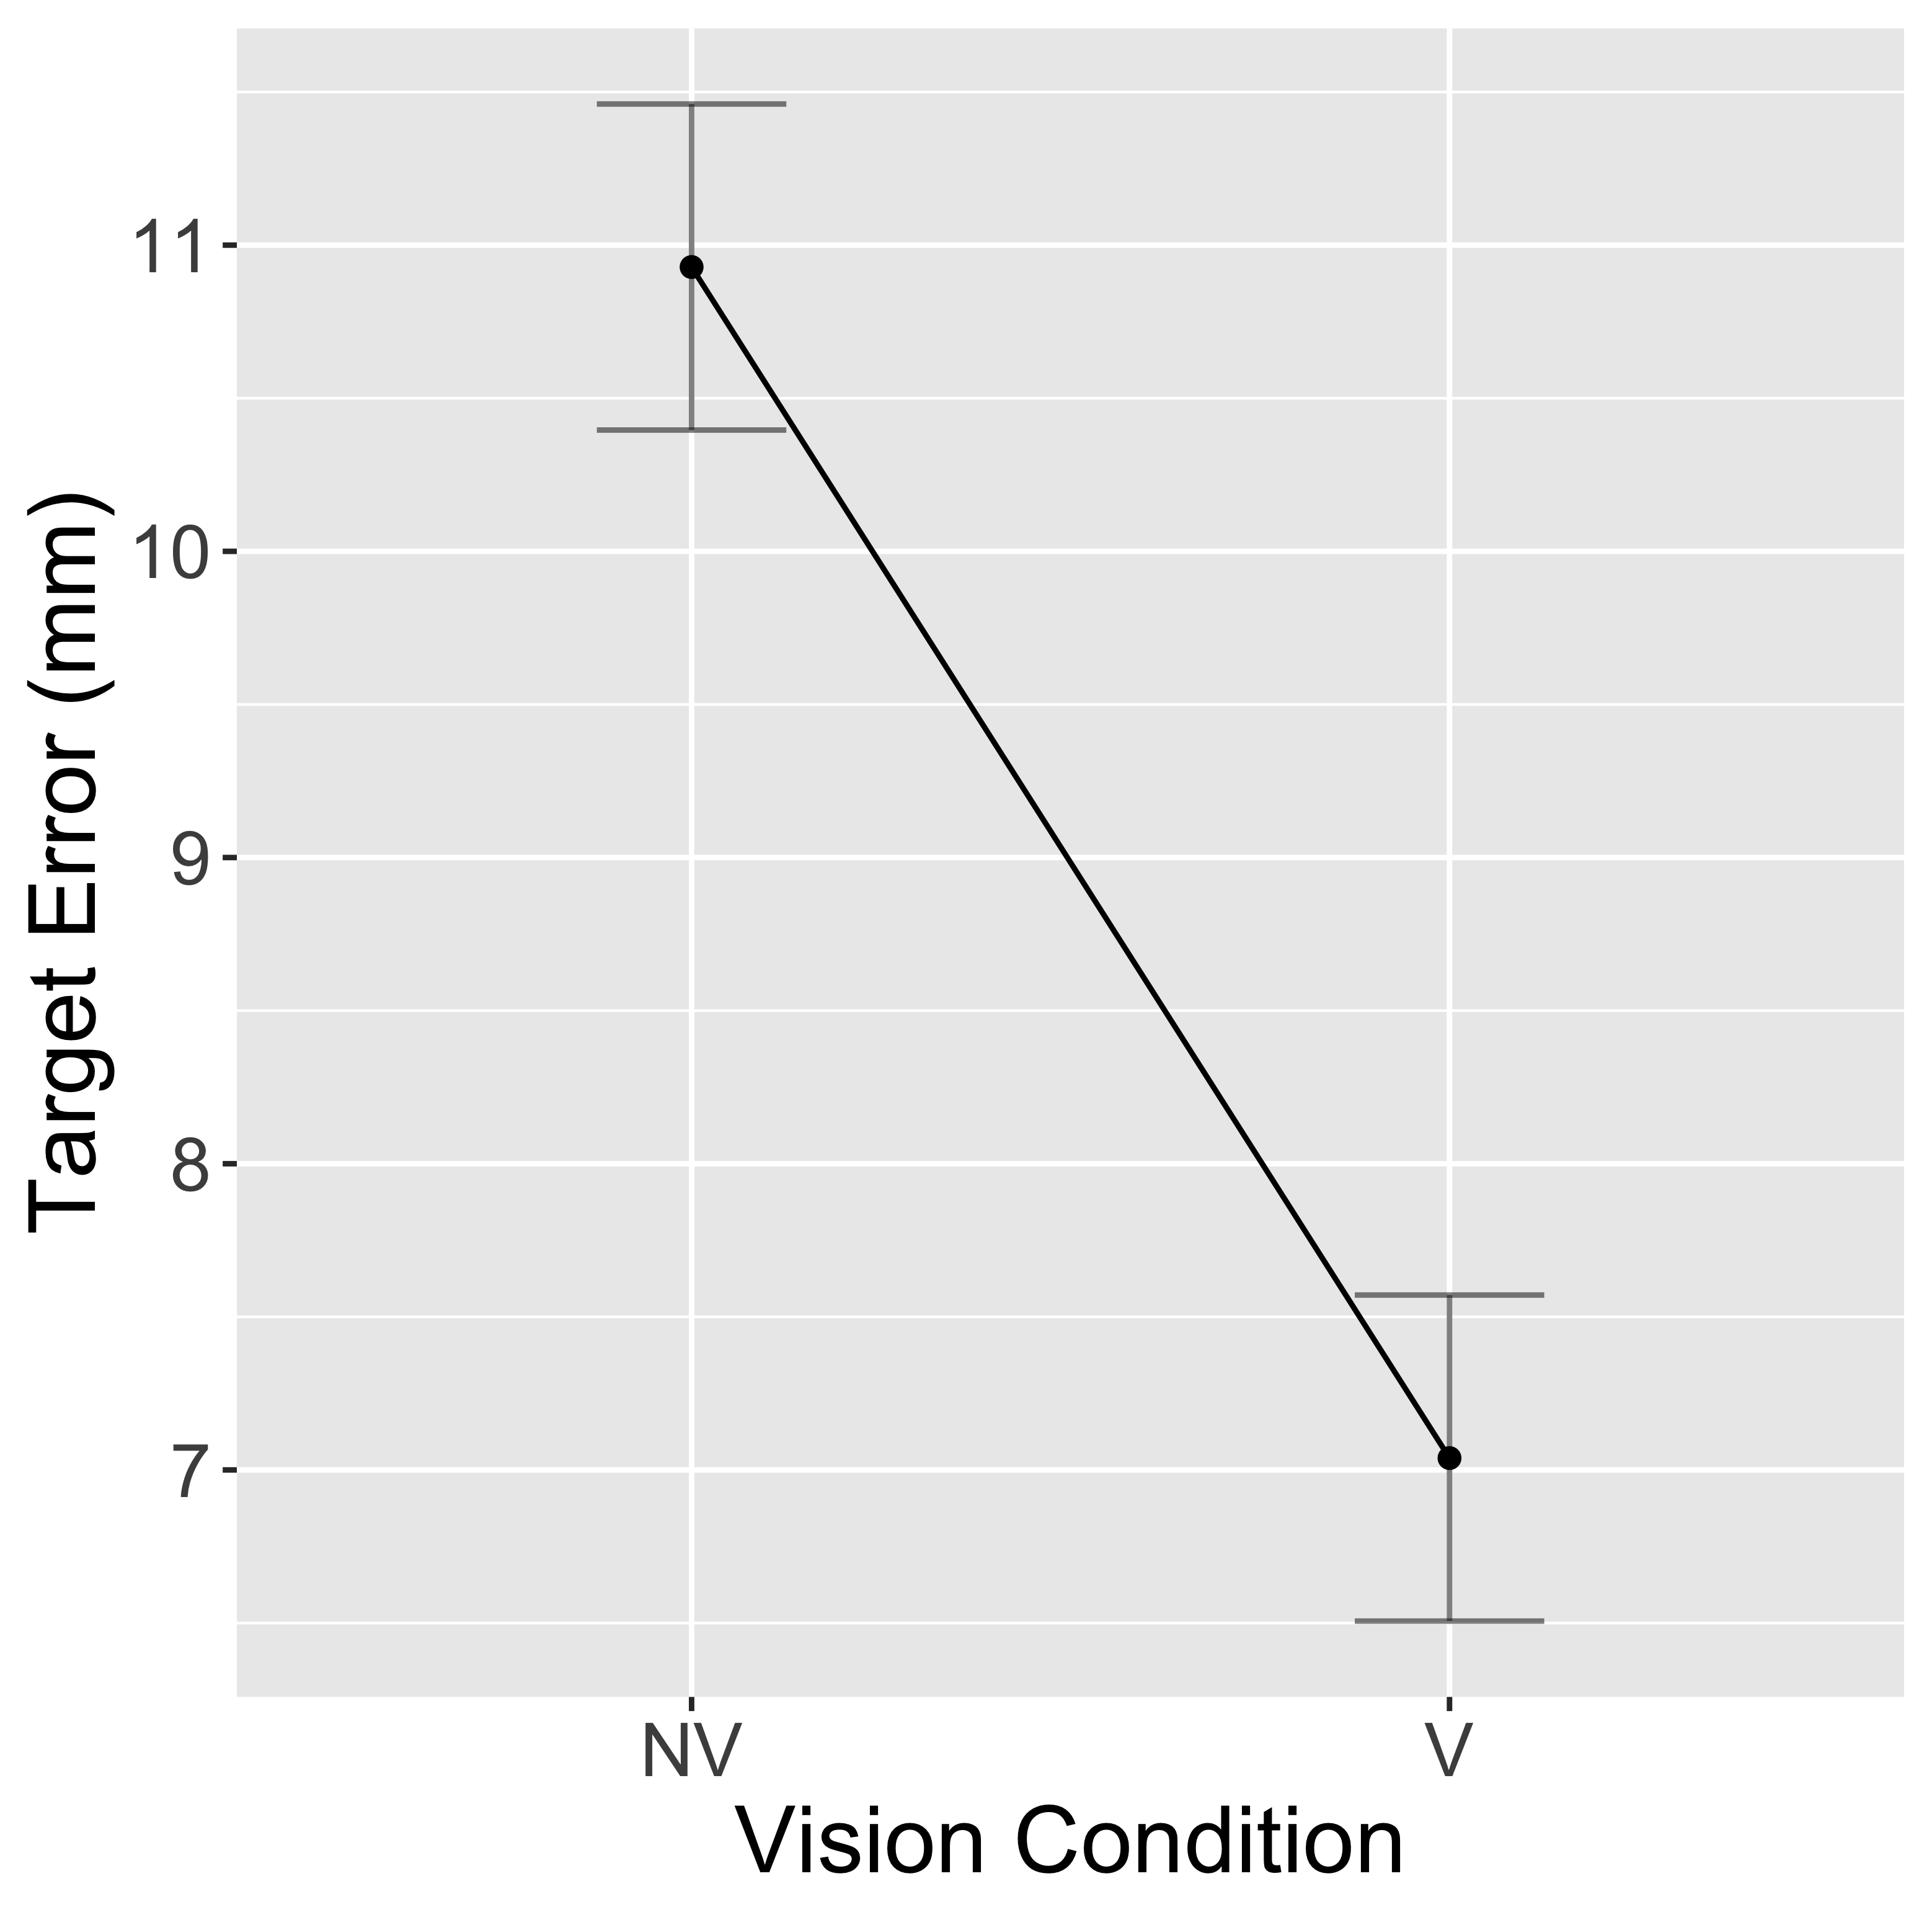 Target Error (mm)
11
10
9
8
7
NV V
Vision Condition